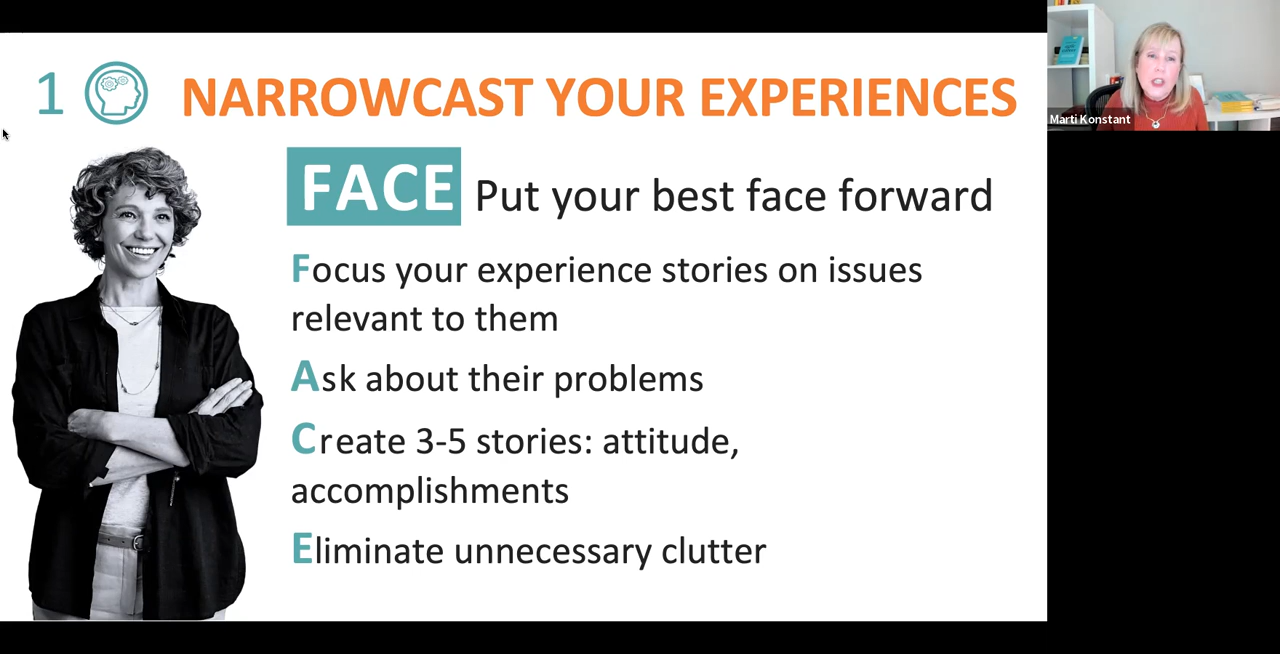 1 NARROWCAST YOUR EXPERIENCES
FACE Put your best face forward
Focus your experience stories on issues
relevant to them
Ask about their problems
Create 3-5 stories: attitude,
accomplishments
Eliminate unnecessary clutter
Marti Konstant